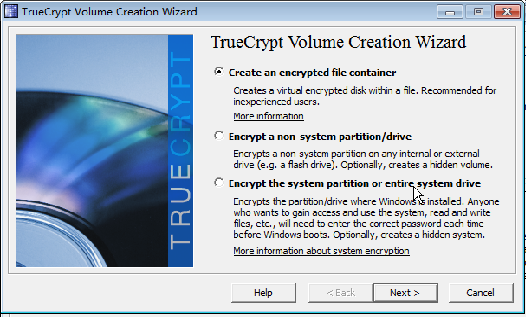 TrueCrypt Volume Creation Wizard
TrueCrypt Volume Creation Wizard
TRUECRYPT
Create an encrypted file container
Creates a virtual encrypted disk within a file. Recommended for
inexperienced users.
More information
Encrypt a non-system partition/drive
Encrypts a non-system partition on any internal or external
drive (e.g. a flash drive). Optionally, creates a hidden volume.
Encrypt the system partition or entire system drive
Encrypts the partition/drive where Windows is installed. Anyone
who wants to gain access and use the system, read and write
files, etc., will need to enter the correct password each time
before Windows boots. Optionally, creates a hidden system.
More information about system encryption
Help
< Back
Next >
Cancel